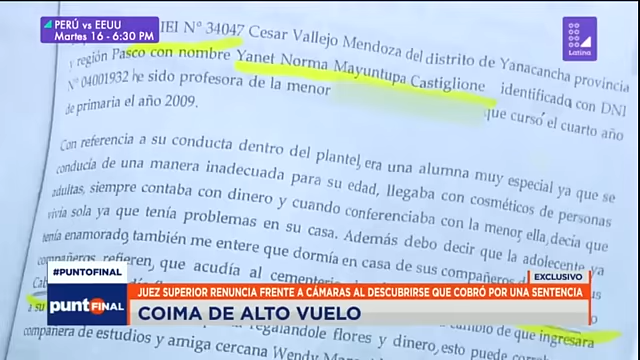 PERÚ vs EEUU
Martes 16 - 6:30 PM
Latina
IEI N° 34047 Cesar Vallejo Mendoza del distrito de Yanacancha provincia
y región Pasco con nombre Yanet Norma Mayuntupa Castiglione identificada con DNI
N° 04001932 he sido profesora de la menor
que cursó el cuarto año
de primaria el año 2009.
Con referencia a su conducta dentro del plantel, era una alumna muy especial ya que se
conducía de una manera inadecuada para su edad, llegaba con cosméticos de personas
adultas, siempre contaba con dinero y cuando conferenciaba con la menor ella, decía que
vivía sola ya que tenía problemas en su casa. Además debo decir que la adolecente ya
tenía enamorado, también me entere que dormía en casa de sus compañeros
compañeros refieren, que acudía al
#PUNTOFINAL
EXCLUSIVO
JUEZ SUPERIOR RENUNCIA FRENTE A CÁMARAS AL DESCUBRIRSE QUE COBRÓ POR UNA SENTENCIA
punto FINAL
COIMA DE ALTO VUELO
cambio de que ingresara
regalándole flores y dinero, esto puede
compañera de estudios y amiga cercana Wendy